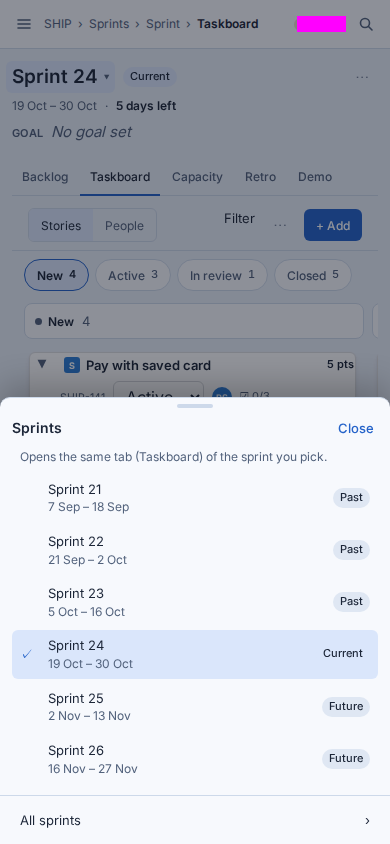 SHIP › Sprints › Sprint › Taskboard
Sprint 24 ▾ Current ...
19 Oct – 30 Oct · 5 days left
GOAL No goal set
Backlog Taskboard Capacity Retro Demo
Stories People Filter ... + Add
New 4 Active 3 In review 1 Closed 5
New 4
S Pay with saved card 5 pts
SHIP-141 Active 0/3
Sprints Close
Opens the same tab (Taskboard) of the sprint you pick.
Sprint 21
7 Sep – 18 Sep
Past
Sprint 22
21 Sep – 2 Oct
Past
Sprint 23
5 Oct – 16 Oct
Past
✓ Sprint 24
19 Oct – 30 Oct
Current
Sprint 25
2 Nov – 13 Nov
Future
Sprint 26
16 Nov – 27 Nov
Future
All sprints ›